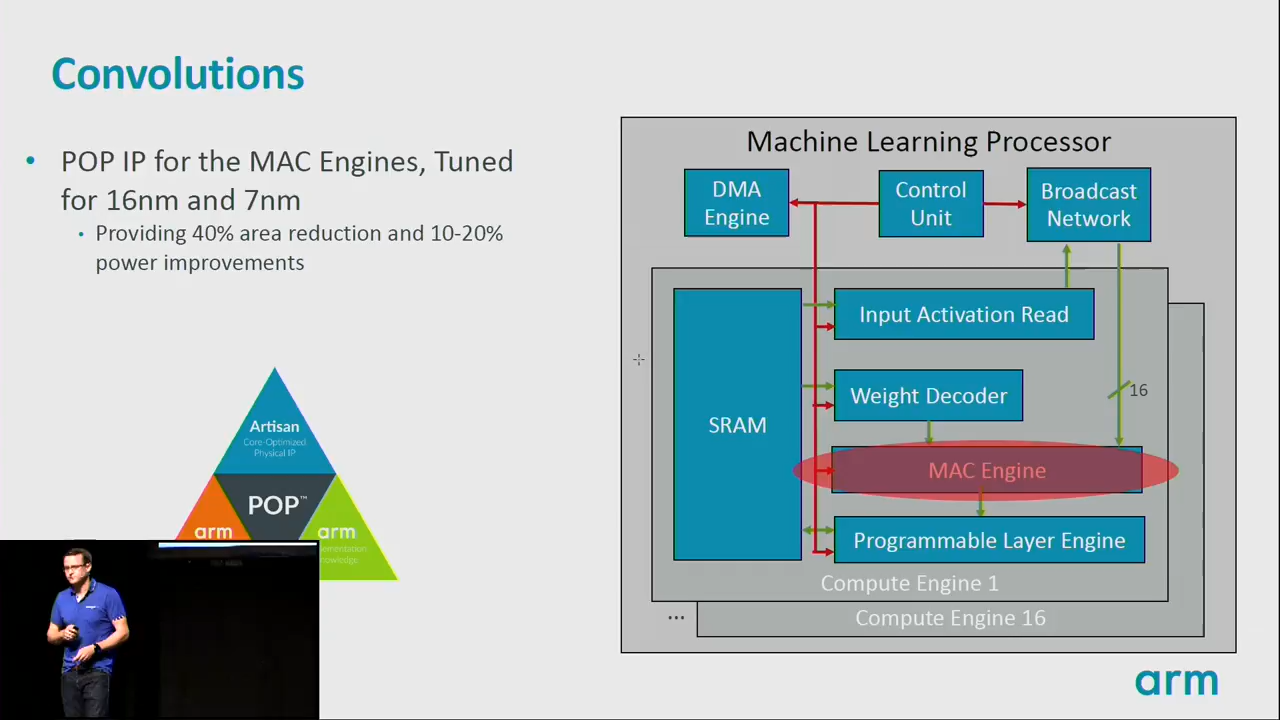 Convolutions
• POP IP for the MAC Engines, Tuned
for 16nm and 7nm
• Providing 40% area reduction and 10-20%
power improvements
Artisan
Core-Optimized
Physical IP
POP™
arm
arm
Machine Learning Processor
DMA
Engine
Control
Unit
Broadcast
Network
Input Activation Read
Weight Decoder
16
SRAM
MAC Engine
Programmable Layer Engine
Compute Engine 1
... Compute Engine 16
arm